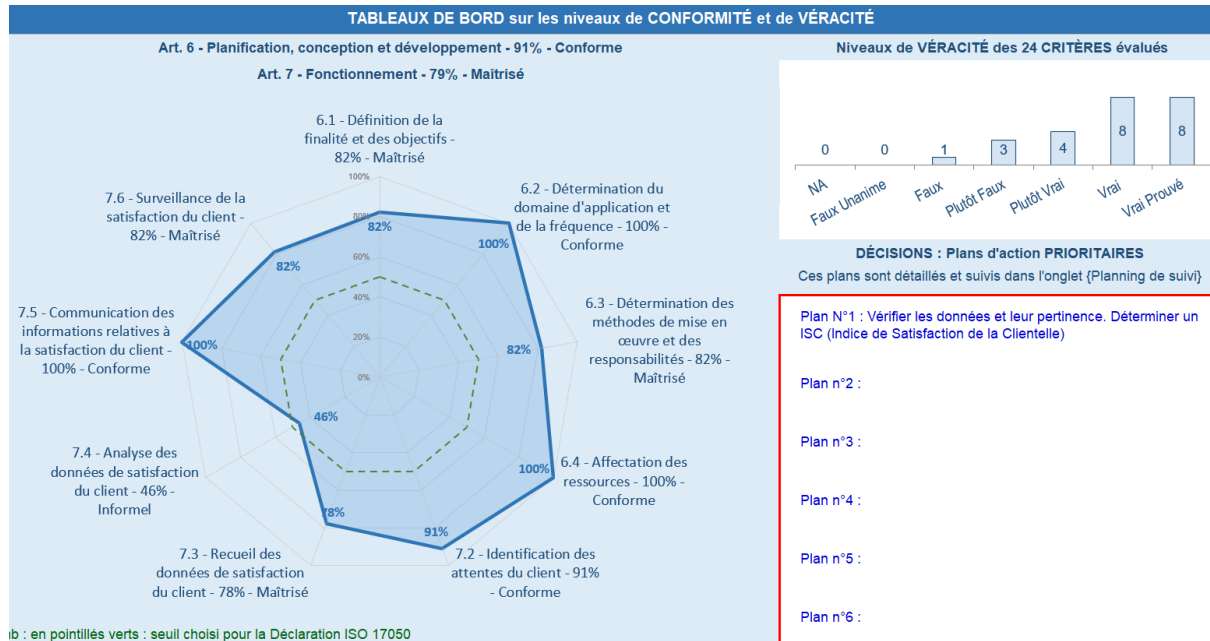 TABLEAUX DE BORD sur les niveaux de CONFORMITÉ et de VÉRACITÉ
Art. 6 - Planification, conception et développement - 91% - Conforme
Art. 7 - Fonctionnement - 79% - Maîtrisé
6.1 - Définition de la
finalité et des objectifs -
82% - Maîtrisé
6.2 - Détermination du
domaine d'application et
de la fréquence - 100% -
Conforme
6.3 - Détermination des
méthodes de mise en
œuvre et des
responsabilités - 82% -
Maîtrisé
6.4 - Affectation des
ressources - 100% -
Conforme
7.2 - Identification des
attentes du client - 91%
- Conforme
7.3 - Recueil des
données de satisfaction
du client - 78% - Maîtrisé
7.4 - Analyse des
données de satisfaction
du client - 46% -
Informel
7.5 - Communication des
informations relatives à
la satisfaction du client -
100% - Conforme
7.6 - Surveillance de la
satisfaction du client -
82% - Maîtrisé
100%
80%
60%
40%
20%
0%
82%
100%
82%
100%
91%
78%
46%
100%
82%
nb : en pointillés verts : seuil choisi pour la Déclaration ISO 17050
Niveaux de VÉRACITÉ des 24 CRITÈRES évalués
0
0
1
3
4
8
8
NA
Faux Unanime
Faux
Plutôt Faux
Plutôt Vrai
Vrai
Vrai Prouvé
DÉCISIONS : Plans d'action PRIORITAIRES
Ces plans sont détaillés et suivis dans l'onglet {Planning de suivi}
Plan N°1 : Vérifier les données et leur pertinence. Déterminer un
ISC (Indice de Satisfaction de la Clientelle)
Plan n°2 :
Plan n°3 :
Plan n°4 :
Plan n°5 :
Plan n°6 :